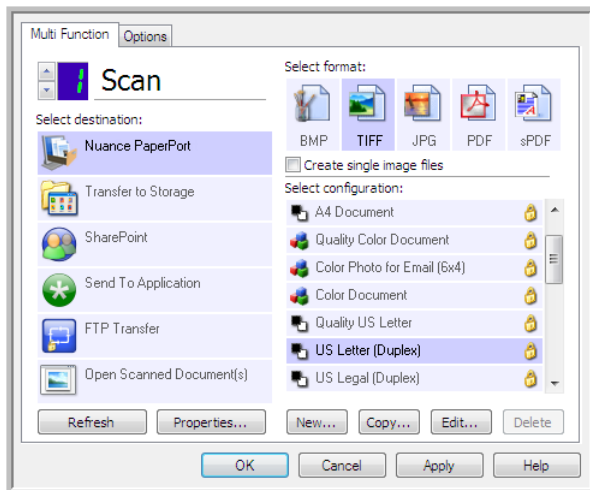 Multi Function
Options
1
Scan
Select destination:
Nuance PaperPort
Transfer to Storage
SharePoint
Send To Application
FTP Transfer
Open Scanned Document(s)
Refresh
Properties...
Select format:
BMP
TIFF
JPG
PDF
sPDF
Create single image files
Select configuration:
A4 Document
Quality Color Document
Color Photo for Email (6x4)
Color Document
Quality US Letter
US Letter (Duplex)
US Legal (Duplex)
New...
Copy...
Edit...
Delete
OK
Cancel
Apply
Help